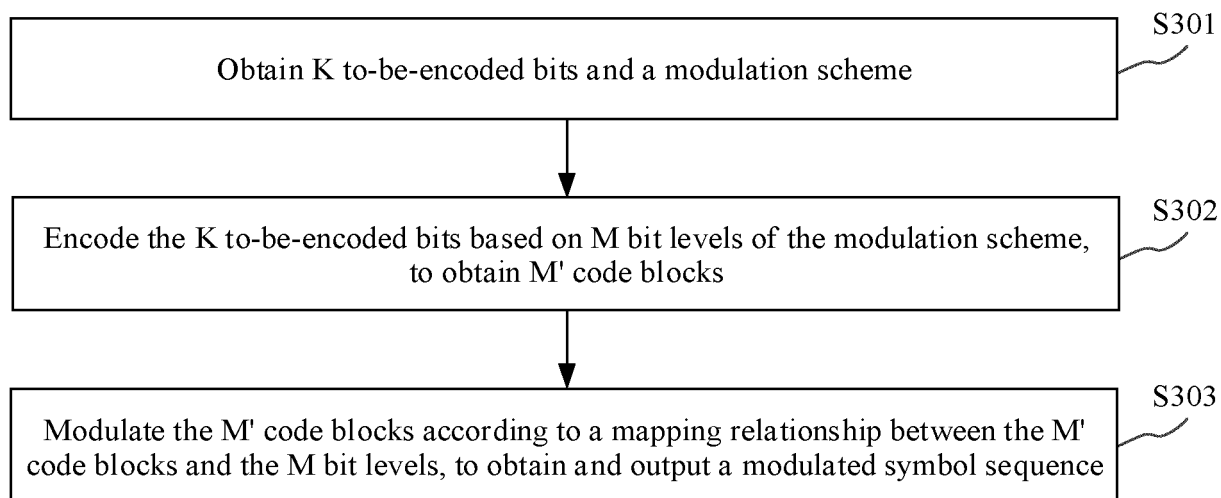 S301
Obtain K to-be-encoded bits and a modulation scheme
S302
Encode the K to-be-encoded bits based on M bit levels of the modulation scheme,
to obtain M' code blocks
S303
Modulate the M' code blocks according to a mapping relationship between the M'
code blocks and the M bit levels, to obtain and output a modulated symbol sequence